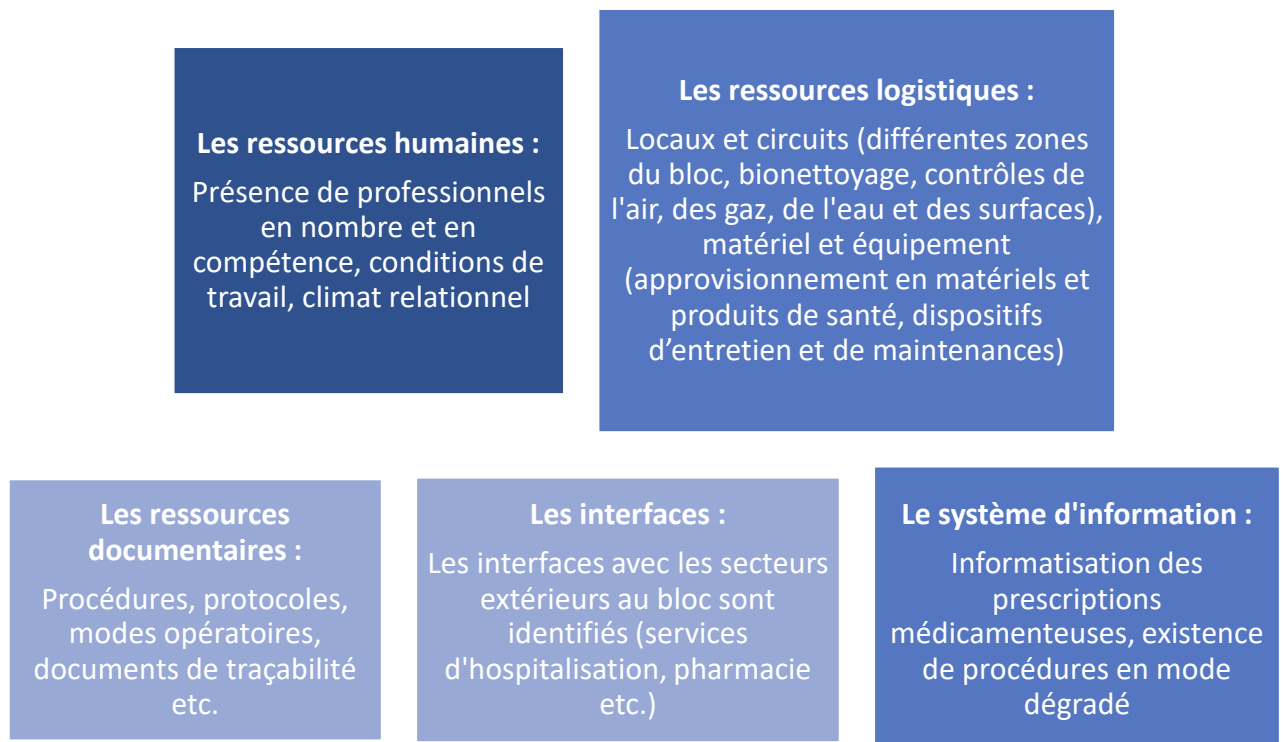 Les ressources humaines :
Présence de professionnels
en nombre et en
compétence, conditions de
travail, climat relationnel
Les ressources logistiques :
Locaux et circuits (différentes zones
du bloc, bionettoyage, contrôles de
l'air, des gaz, de l'eau et des surfaces),
matériel et équipement
(approvisionnement en matériels et
produits de santé, dispositifs
d’entretien et de maintenances)
Les ressources
documentaires :
Procédures, protocoles,
modes opératoires,
documents de traçabilité
etc.
Les interfaces :
Les interfaces avec les secteurs
extérieurs au bloc sont
identifiés (services
d'hospitalisation, pharmacie
etc.)
Le système d'information :
Informatisation des
prescriptions
médicamenteuses, existence
de procédures en mode
dégradé